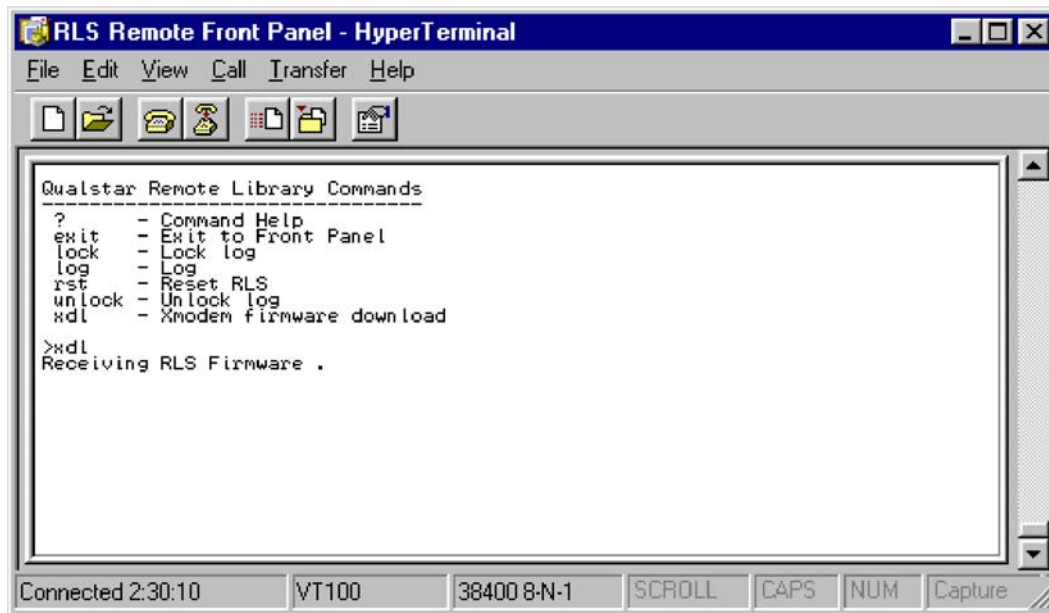 RLS Remote Front Panel - HyperTerminal
File Edit View Call Transfer Help
Qualstar Remote Library Commands
--------------------------------
? - Command Help
exit - Exit to Front Panel
lock - Lock log
log - Log
rst - Reset RLS
unlock - Unlock log
xdl - Xmodem firmware download
>xdl
Receiving RLS Firmware .
Connected 2:30:10 VT100 38400 8-N-1 SCROLL CAPS NUM Capture